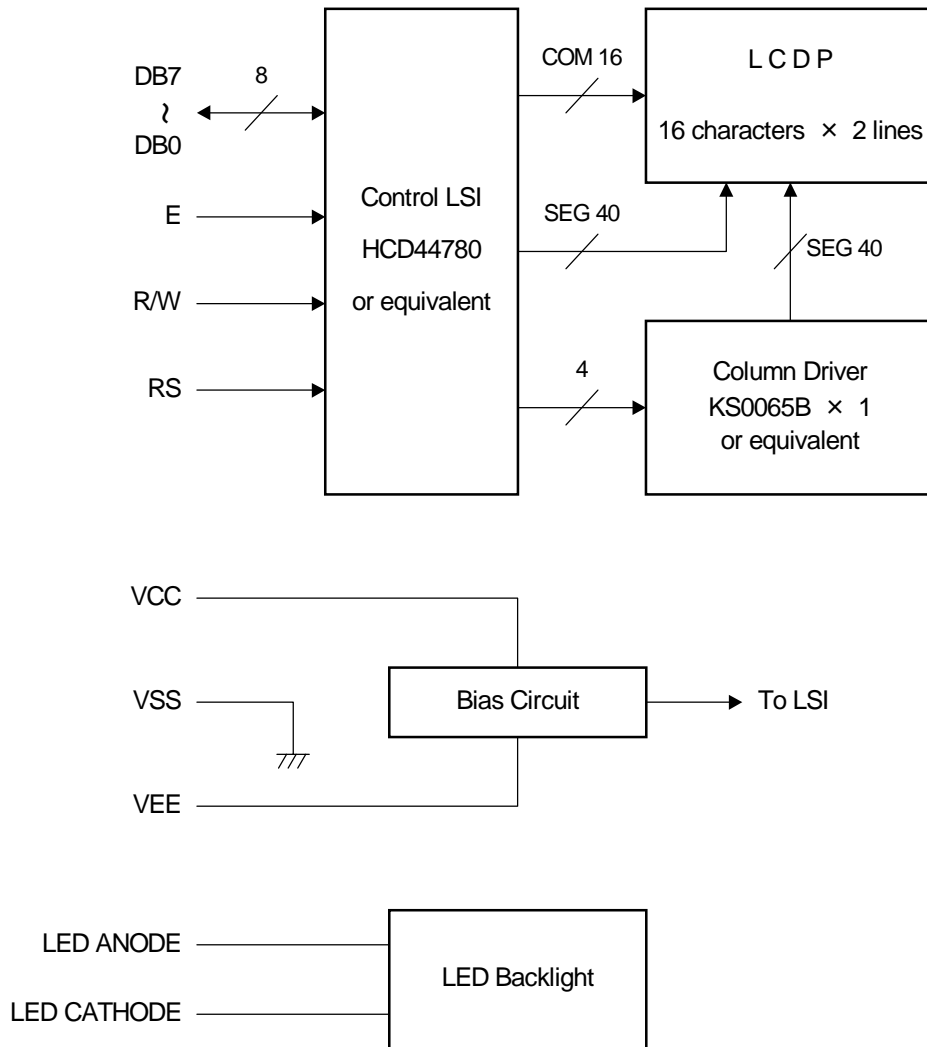 DB7
~
DB0
8
E
R/W
RS
Control LSI
HCD44780
or equivalent
COM 16
SEG 40
4
L C D P
16 characters × 2 lines
SEG 40
Column Driver
KS0065B × 1
or equivalent
VCC
VSS
VEE
Bias Circuit
To LSI
LED ANODE
LED CATHODE
LED Backlight